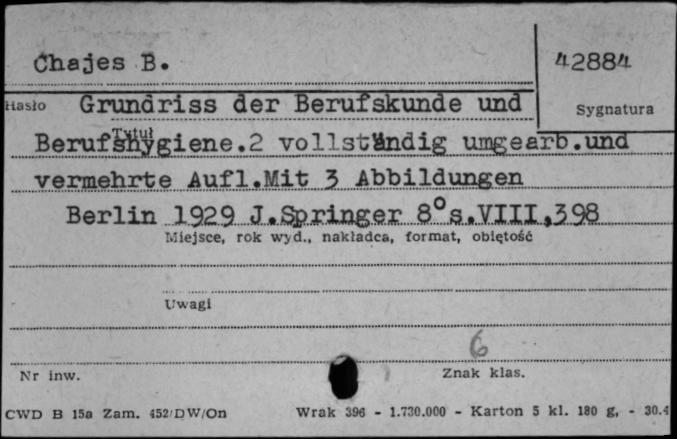 Chajes B.
42884
Hasło Grundriss der Berufskunde und
Sygnatura
Tytuł
Berufshygiene.2 vollständig umgearb.und
vermehrte Aufl.Mit 3 Abbildungen
Berlin 1929 J.Springer 8° s.VIII,398
Miejsce, rok wyd., nakładca, format, objętość
Uwagi
6
Nr inw.
Znak klas.
CWD B 15a Zam. 452/DW/On Wrak 396 - 1.730.000 - Karton 5 kl. 180 g, - 30.4